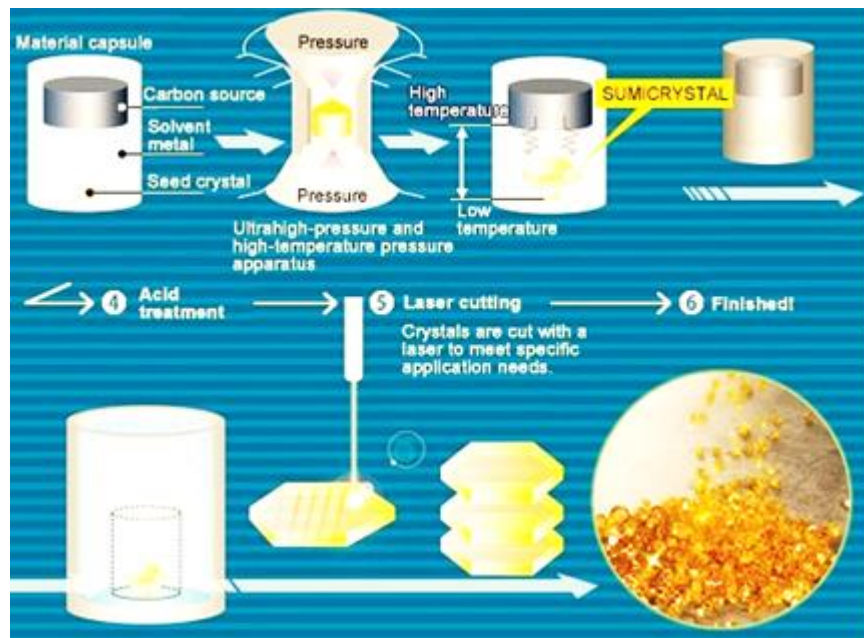 Material capsule
Carbon source
Solvent
metal
Seed crystal
Pressure
Pressure
Ultrahigh-pressure and
high-temperature pressure
apparatus
High
temperature
SUMICRYSTAL
Low
temperature
4 Acid
treatment
5 Laser cutting
Crystals are cut with a
laser to meet specific
application needs.
6 Finished!